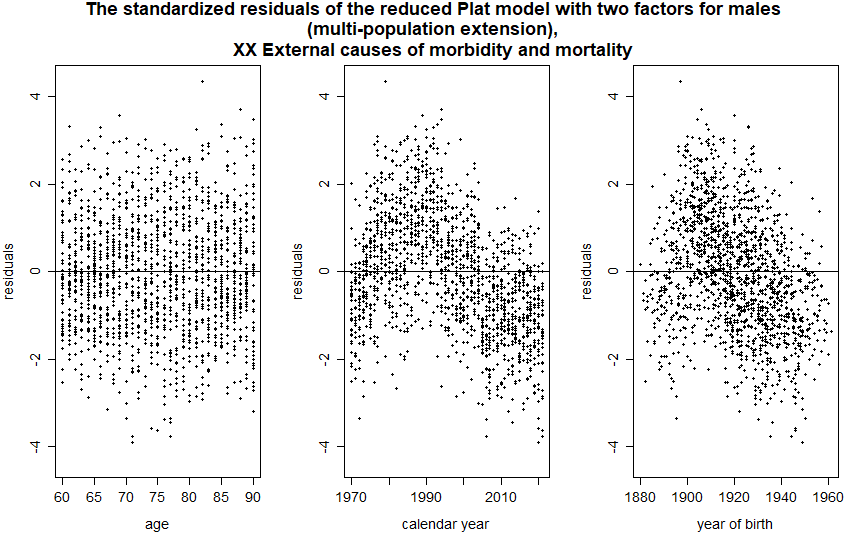 The standardized residuals of the reduced Plat model with two factors for males
(multi-population extension),
XX External causes of morbidity and mortality
residuals
4
2
0
-2
-4
60 65 70 75 80 85 90
age
residuals
4
2
0
-2
-4
1970 1990 2010
calendar year
residuals
4
2
0
-2
-4
1880 1900 1920 1940 1960
year of birth